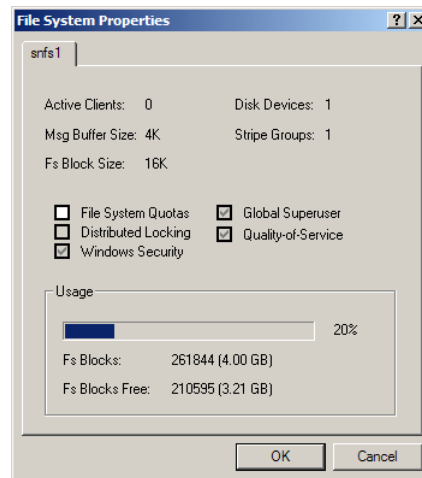 File System Properties
snfs1
Active Clients: 0 Disk Devices: 1
Msg Buffer Size: 4K Stripe Groups: 1
Fs Block Size: 16K
File System Quotas Global Superuser
Distributed Locking Quality-of-Service
Windows Security
Usage
20%
Fs Blocks: 261844 (4.00 GB)
Fs Blocks Free: 210595 (3.21 GB)
OK Cancel